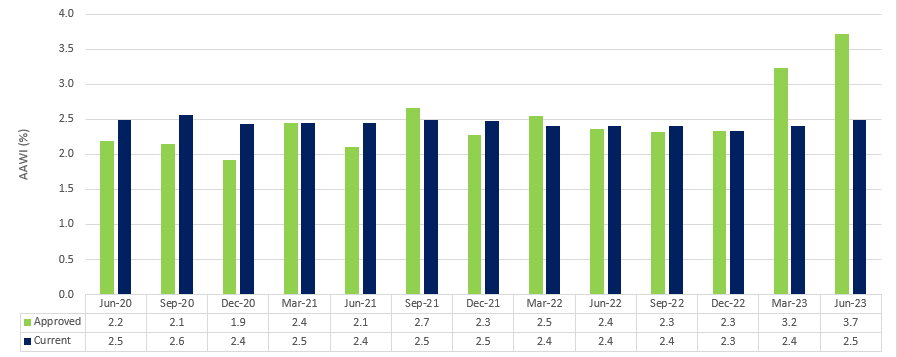 4.0
3.5
3.0
2.5
2.0
1.5
1.0
0.5
0.0
AAWI (%)
Jun-20 Sep-20 Dec-20 Mar-21 Jun-21 Sep-21 Dec-21 Mar-22 Jun-22 Sep-22 Dec-22 Mar-23 Jun-23
Approved 2.2 2.1 1.9 2.4 2.1 2.7 2.3 2.5 2.4 2.3 2.3 3.2 3.7
Current 2.5 2.6 2.4 2.5 2.4 2.5 2.5 2.4 2.4 2.4 2.3 2.4 2.5